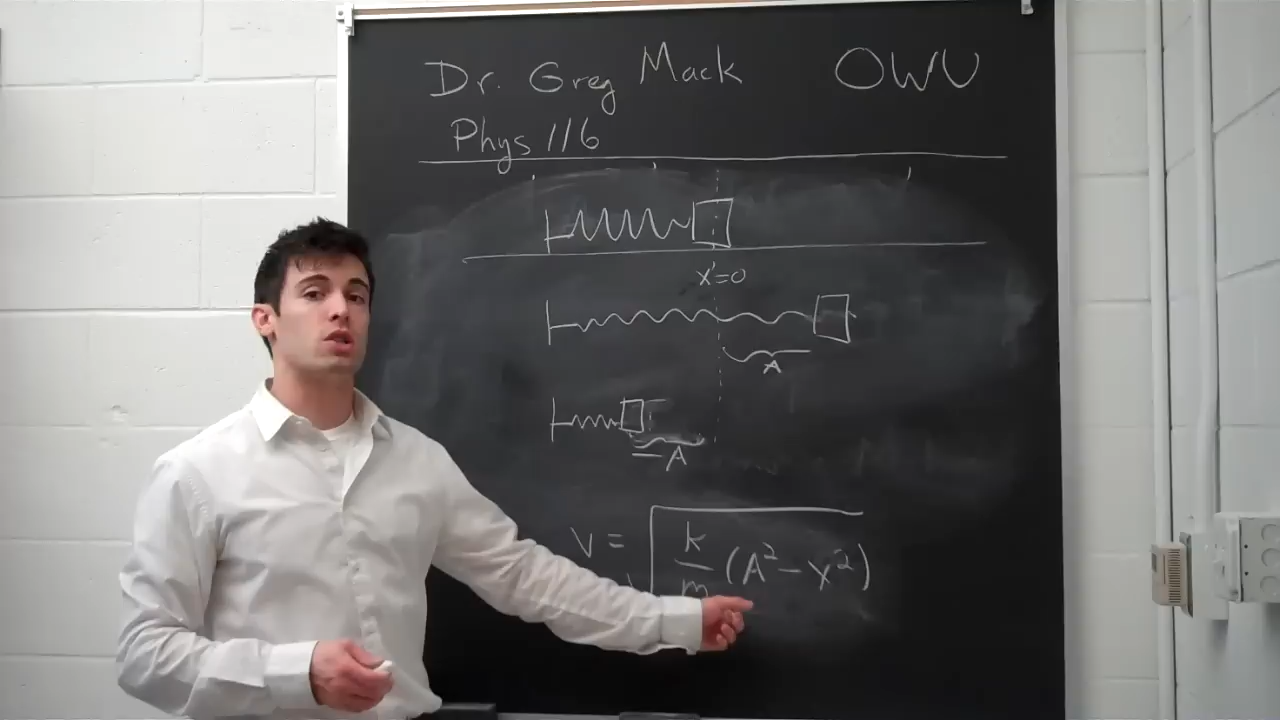 Dr. Greg Mack OWU
Phys 116
x=0
A
-A
v = √(k/m (A²-x²))